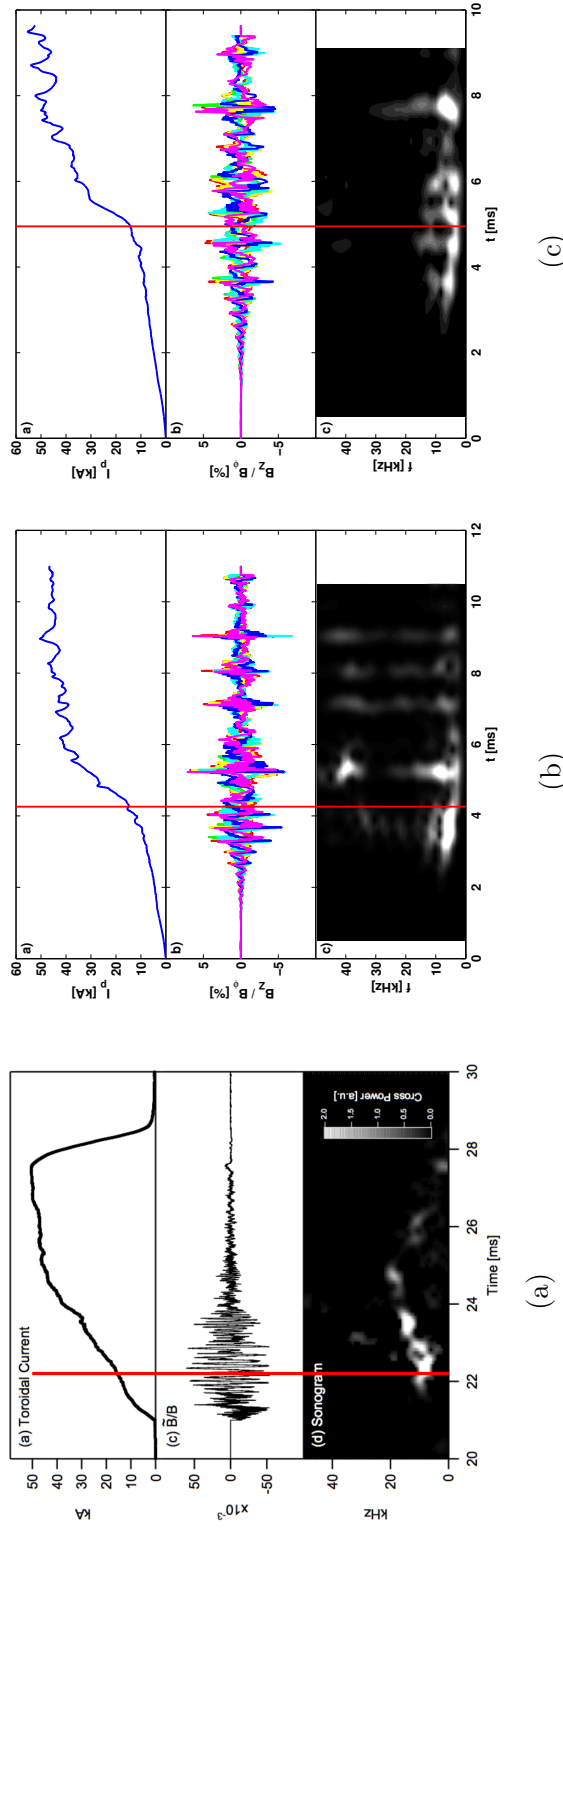 (a) Toroidal Current
50
40
30
20
10
0
kA
(c) B̃/B
50
0
-50
x10⁻³
(d) Sonogram
Cross Power [a.u.]
2.0
1.5
1.0
0.5
0.0
40
20
0
kHz
20 22 24 26 28 30
Time [ms]
(a)
a)
60
50
40
30
20
10
0
I_p [kA]
b)
5
0
-5
B_z / B_ϕ [%]
c)
40
30
20
10
0
f [kHz]
0 2 4 6 8 10 12
t [ms]
(b)
a)
60
50
40
30
20
10
0
I_p [kA]
b)
5
0
-5
B_z / B_ϕ [%]
c)
40
30
20
10
0
f [kHz]
0 2 4 6 8 10
t [ms]
(c)